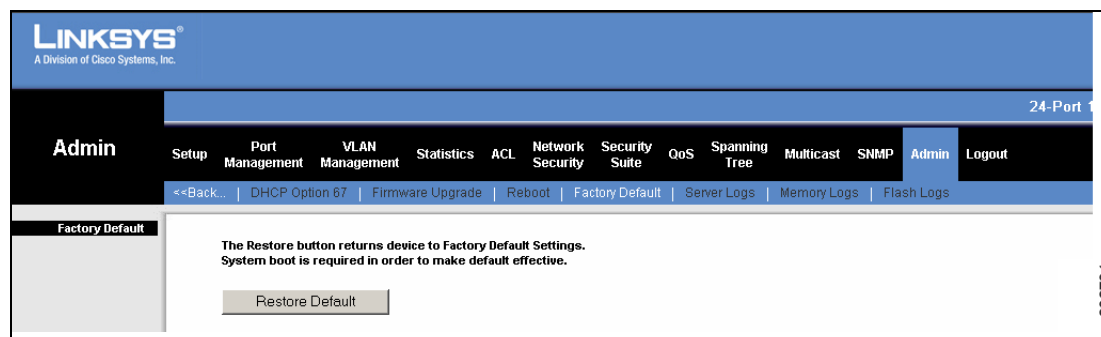 LINKSYS®
A Division of Cisco Systems, Inc.
24-Port 1
Admin
Setup Port Management VLAN Management Statistics ACL Network Security Security Suite QoS Spanning Tree Multicast SNMP Admin Logout
<<Back... | DHCP Option 67 | Firmware Upgrade | Reboot | Factory Default | Server Logs | Memory Logs | Flash Logs
Factory Default
The Restore button returns device to Factory Default Settings.
System boot is required in order to make default effective.
Restore Default